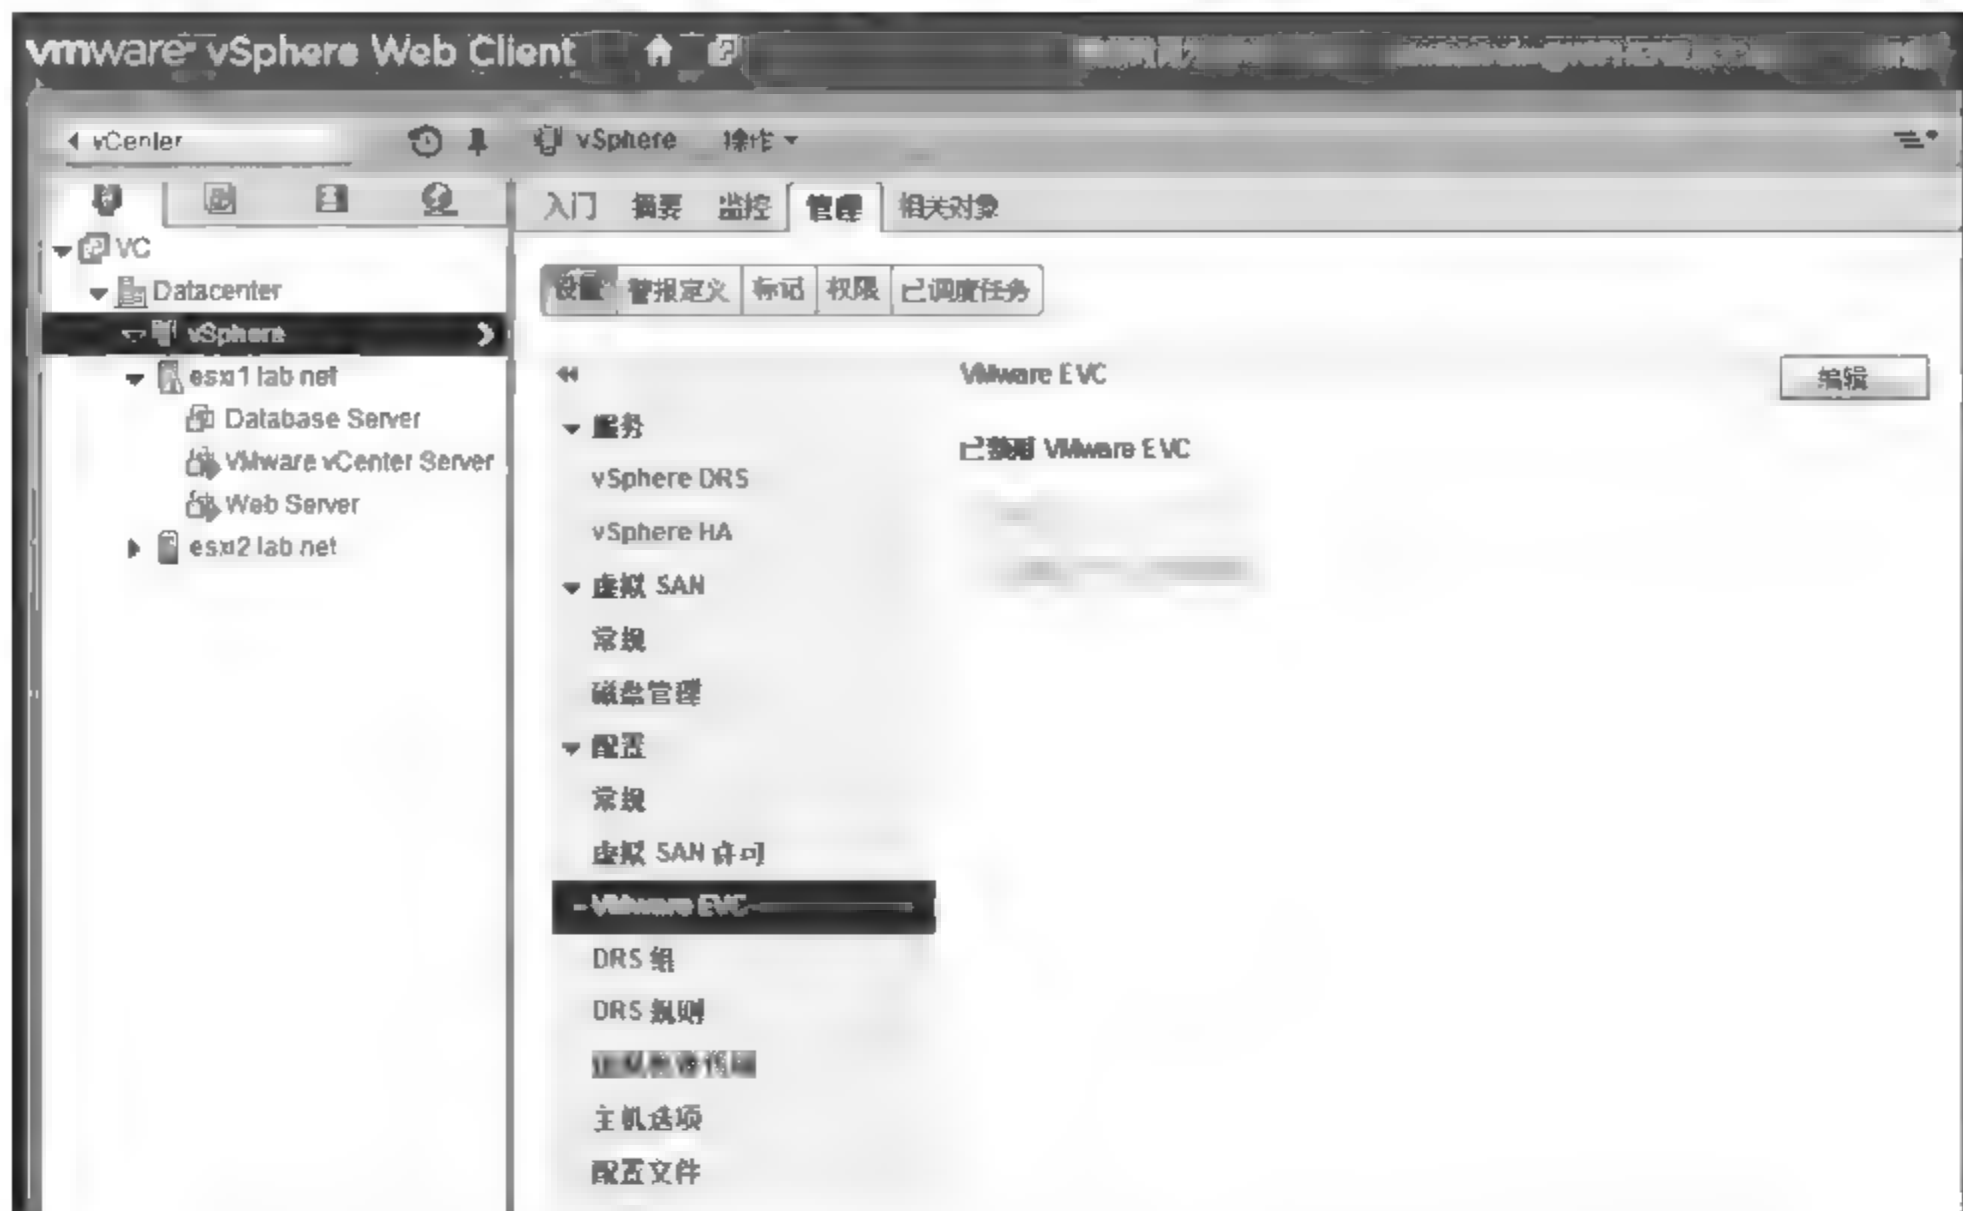 vmware vSphere Web Client
vCenter
vSphere 操作
入门 摘要 监控 管理 相关对象
VC
Datacenter
vSphere
esxi1 lab net
Database Server
VMware vCenter Server
Web Server
esxi2 lab net
设置 警报定义 标记 权限 已调度任务
服务
vSphere DRS
vSphere HA
虚拟 SAN
常规
磁盘管理
配置
常规
虚拟 SAN 许可
VMware EVC
DRS 组
DRS 规则
主机选项
配置文件
VMware EVC
编辑
VMware EVC